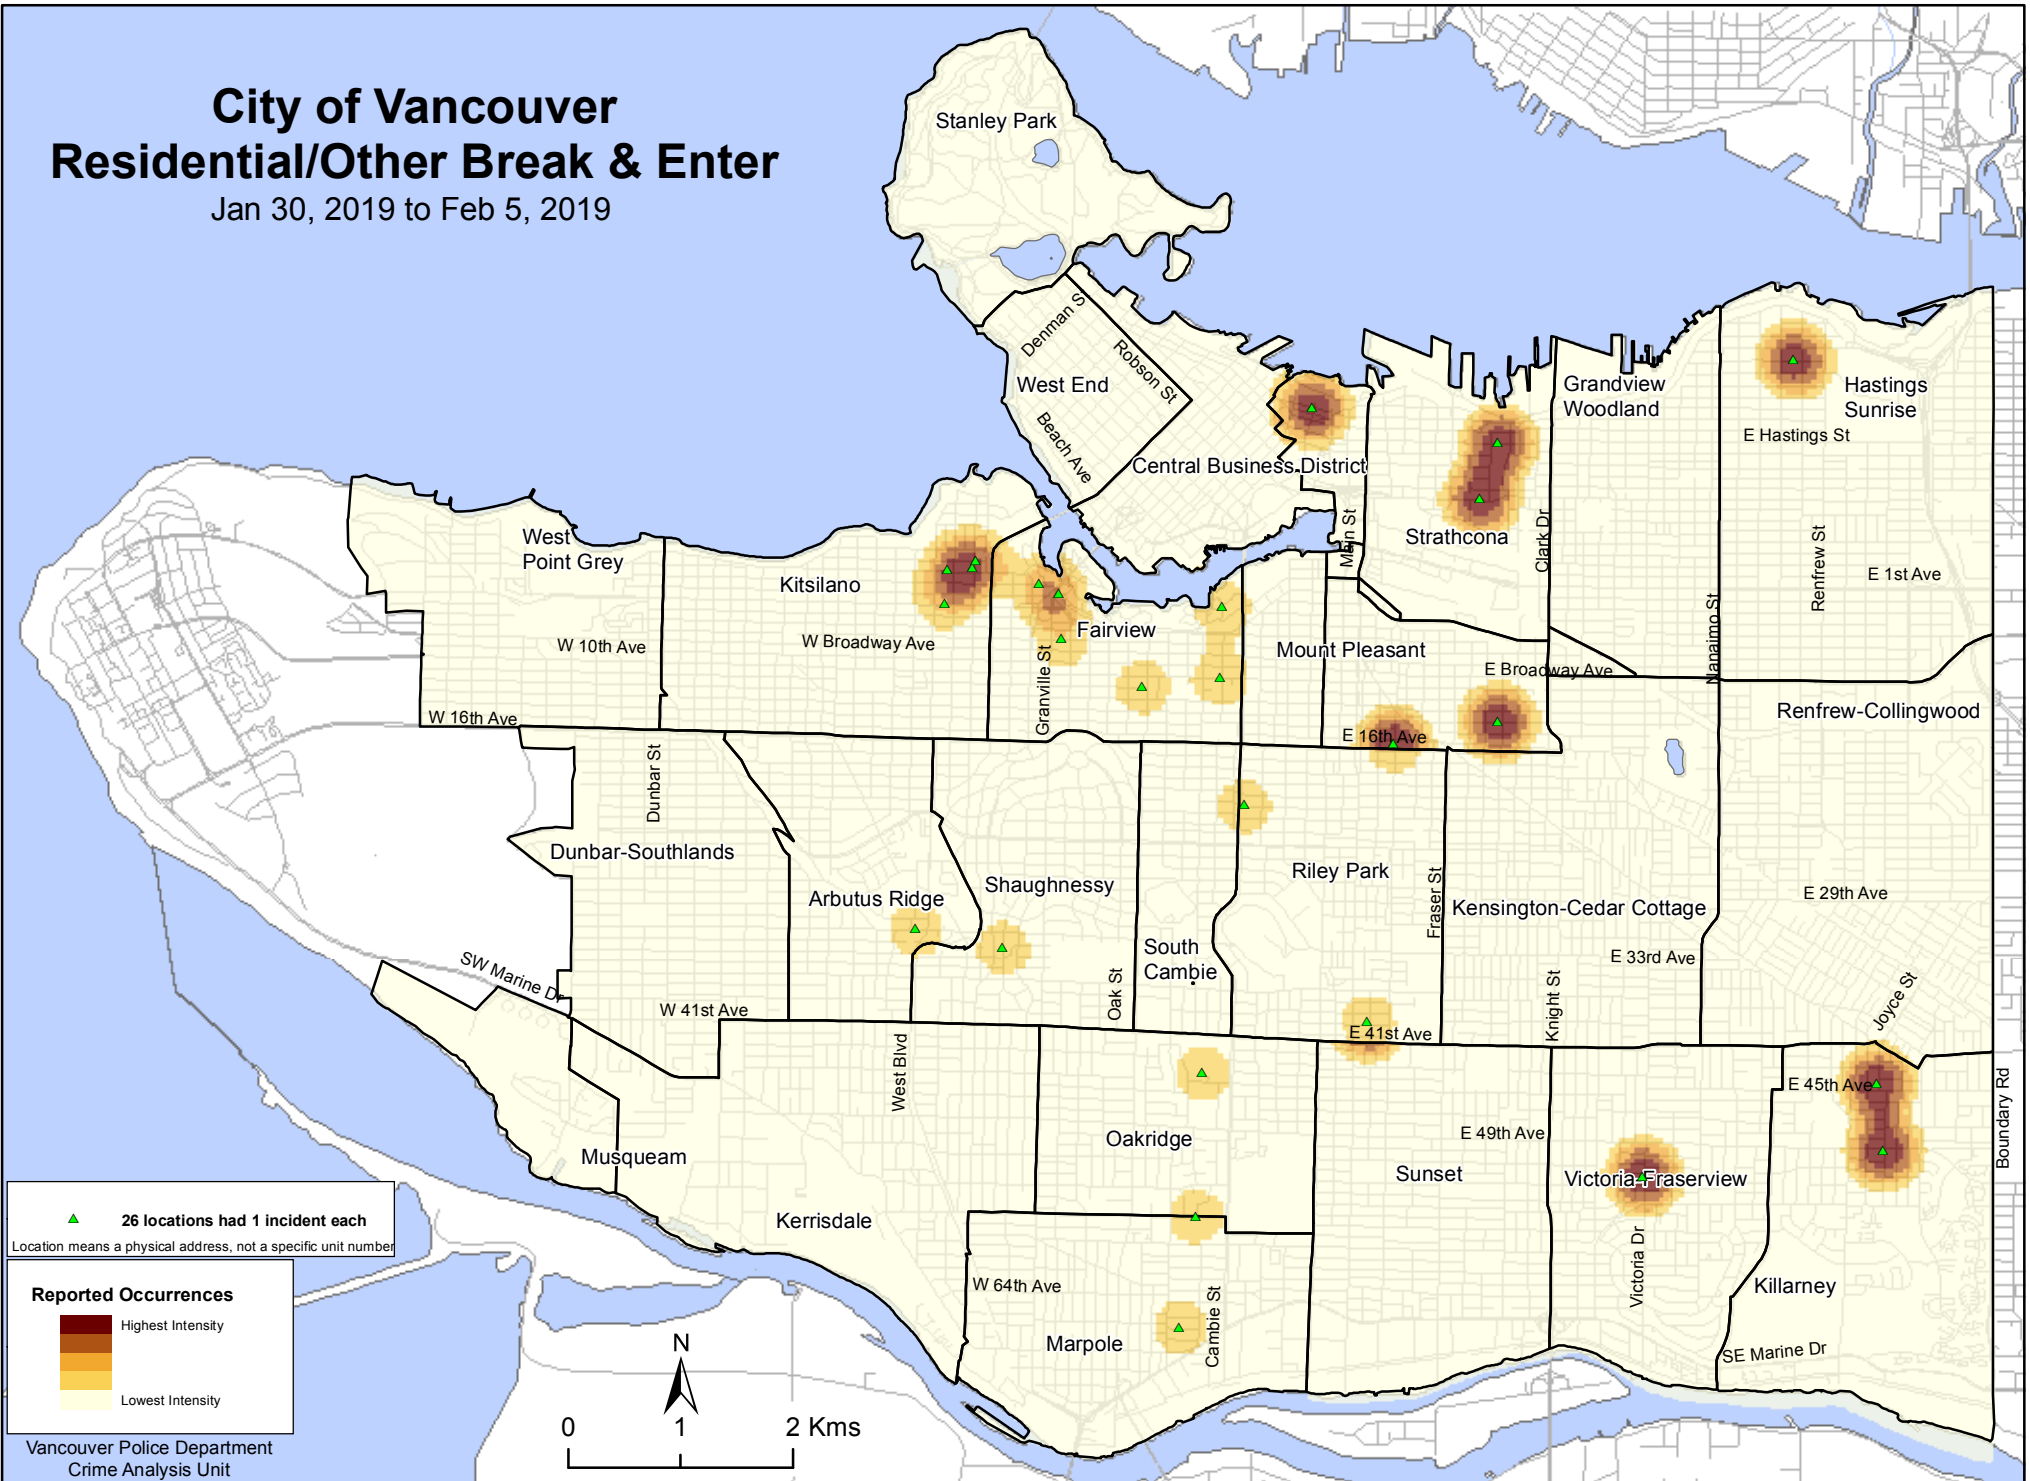 City of Vancouver
Residential/Other Break & Enter
Jan 30, 2019 to Feb 5, 2019
Stanley Park
Denman S
Robson St
West End
Beach Ave
Central Business District
Grandview
Woodland
Hastings
Sunrise
E Hastings St
Strathcona
Main St
Clark Dr
Nanaimo St
Renfrew St
E 1st Ave
West
Point Grey
Kitsilano
W 10th Ave
W Broadway Ave
Fairview
Granville St
Mount Pleasant
E Broadway Ave
W 16th Ave
E 16th Ave
Renfrew-Collingwood
Dunbar St
Dunbar-Southlands
Arbutus Ridge
Shaughnessy
Riley Park
Fraser St
Kensington-Cedar Cottage
E 29th Ave
South
Cambie
Oak St
E 33rd Ave
Knight St
Joyce St
SW Marine Dr
W 41st Ave
E 41st Ave
West Blvd
E 45th Ave
Boundary Rd
Oakridge
E 49th Ave
Musqueam
Sunset
Victoria-Fraserview
Kerrisdale
Victoria Dr
Killarney
W 64th Ave
Marpole
Cambie St
SE Marine Dr
26 locations had 1 incident each
Location means a physical address, not a specific unit number
Reported Occurrences
Highest Intensity
Lowest Intensity
N
0 1 2 Kms
Vancouver Police Department
Crime Analysis Unit